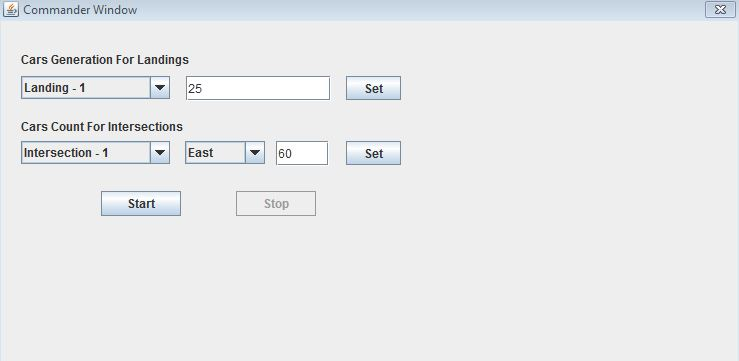 Commander Window
Cars Generation For Landings
Landing - 1 25 Set
Cars Count For Intersections
Intersection - 1 East 60 Set
Start Stop